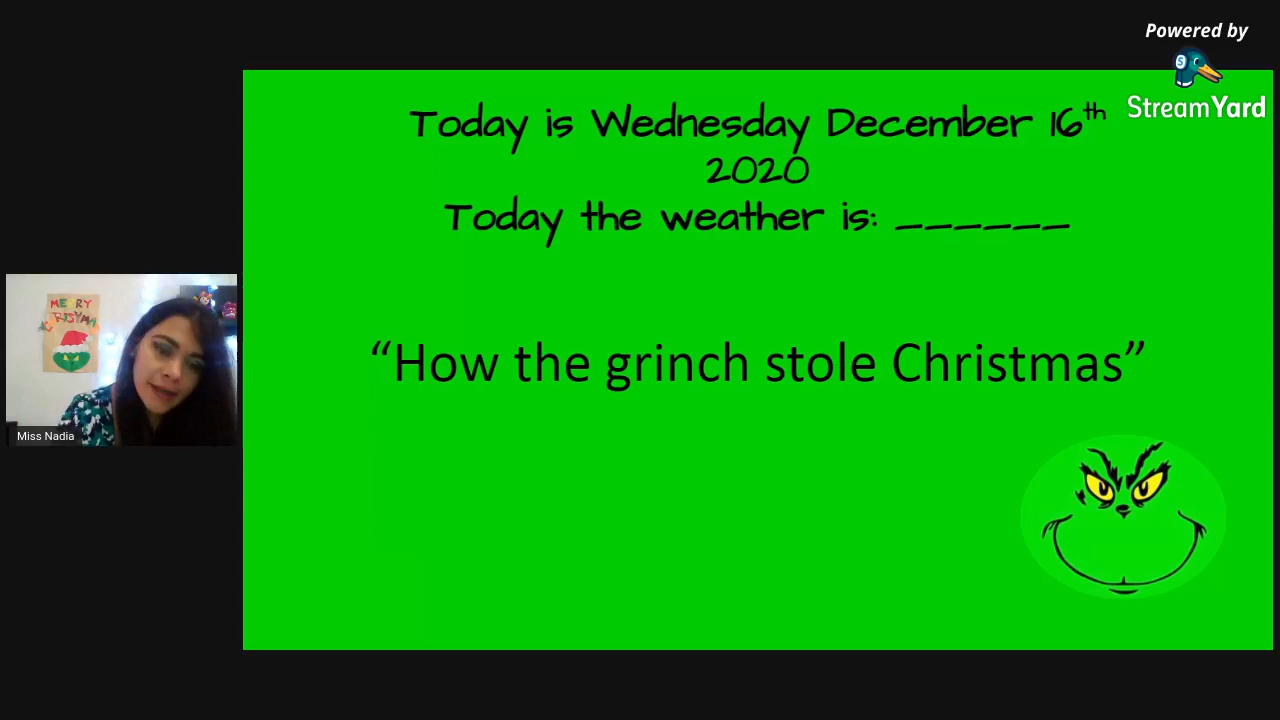 Powered by
StreamYard
Today is Wednesday December 16th
2020
Today the weather is: ______
“How the grinch stole Christmas”
MERRY
Miss Nadia